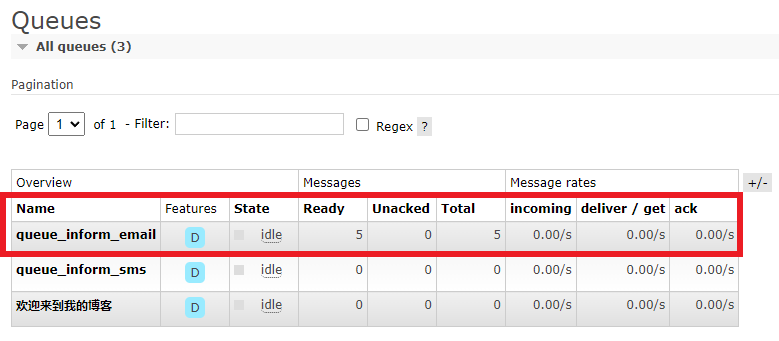 Queues
All queues (3)
Pagination
Page 1 of 1 - Filter: Regex ?
Overview Messages Message rates +/-
Name Features State Ready Unacked Total incoming deliver / get ack
queue_inform_email D idle 5 0 5 0.00/s 0.00/s 0.00/s
queue_inform_sms D idle 0 0 0 0.00/s 0.00/s 0.00/s
欢迎来到我的博客 D idle 0 0 0 0.00/s 0.00/s 0.00/s